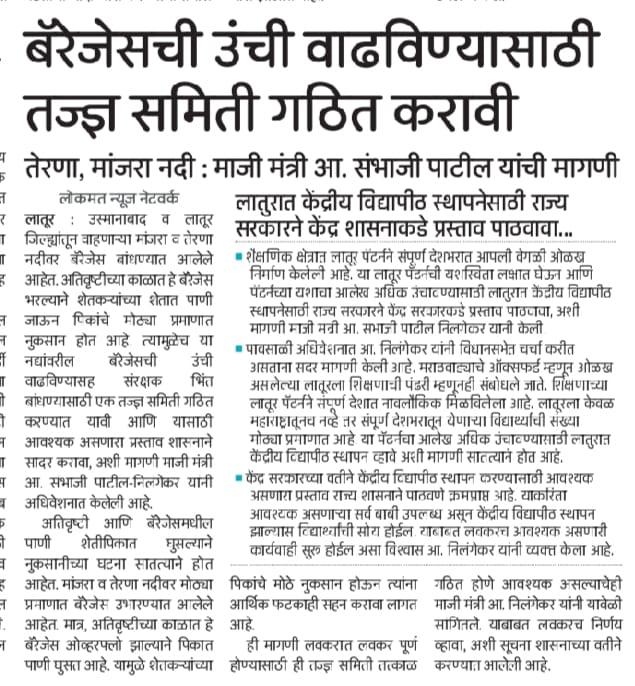 बॅरेजेसची उंची वाढविण्यासाठी
तज्ज्ञ समिती गठित करावी
तेरणा, मांजरा नदी : माजी मंत्री आ. संभाजी पाटील यांची मागणी
लोकमत न्यूज नेटवर्क
लातूर : उस्मानाबाद व लातूर
जिल्ह्यांतून वाहणाऱ्या मांजरा व तेरणा
नदीवर बॅरेजेस बांधण्यात आलेले
आहेत. अतिवृष्टीच्या काळात हे बॅरेजेस
भरल्याने शेतकऱ्यांच्या शेतात पाणी
जाऊन पिकांचे मोठ्या प्रमाणात
नुकसान होत आहे. त्यामुळेच या
नद्यांवरील बॅरेजेसची उंची
वाढविण्यासह संरक्षक भिंत
बांधण्यासाठी एक तज्ज्ञ समिती गठित
करण्यात यावी आणि यासाठी
आवश्यक असणारा प्रस्ताव शासनाने
सादर करावा, अशी मागणी माजी मंत्री
आ. संभाजी पाटील-निलंगेकर यांनी
अधिवेशनात केलेली आहे.
अतिवृष्टी आणि बॅरेजेसमधील
पाणी शेतीपिकात घुसल्याने
नुकसानीच्या घटना सातत्याने होत
आहेत. मांजरा व तेरणा नदीवर मोठ्या
प्रमाणात बॅरेजेस उभारण्यात आलेले
आहेत. मात्र, अतिवृष्टीच्या काळात हे
बॅरेजस ओव्हरफ्लो झाल्याने पिकात
पाणी घुसत आहे. यामुळे शेतकऱ्यांच्या
लातुरात केंद्रीय विद्यापीठ स्थापनेसाठी राज्य
सरकारने केंद्र शासनाकडे प्रस्ताव पाठवावा...
■ शैक्षणिक क्षेत्रात लातूर पॅटर्नने संपूर्ण देशभरात आपली वेगळी ओळख
निर्माण केलेली आहे. या लातूर पॅटर्नची यशस्विता लक्षात घेऊन आणि
पॅटर्नच्या यशाचा आलेख अधिक उंचाटण्यासाठी लातुरात केंद्रीय विद्यापीठ
स्थापनेसाठी राज्य सरकारने केंद्र सरकारकडे प्रस्ताव पाठवावा, अशी
मागणी माजी मंत्री आ. संभाजी पाटील निलंगेकर यांनी केली.
■ पावसाळी अधिवेशनात आ. निलंगेकर यांनी विधानसभेत चर्चा करीत
असताना सदर मागणी केली आहे. मराठवाड्याचे ऑक्सफर्ड म्हणून ओळख
असलेल्या लातूरला शिक्षणाची पंढरी म्हणूनही संबोधले जाते. शिक्षणाच्या
लातूर पॅटर्नने संपूर्ण देशात नावलौकिक मिळविलेला आहे. लातूरला केवळ
महाराष्ट्रातूनच नव्हे तर संपूर्ण देशभरातून येणाऱ्या विद्यार्थ्यांची संख्या
मोठ्या प्रमाणात आहे. या पॅटर्नचा आलेख अधिक उंचाटण्यासाठी लातुरात
केंद्रीय विद्यापीठ स्थापन व्हावे अशी मागणी सातत्याने होत आहे.
■ केंद्र सरकारच्या वतीने केंद्रीय विद्यापीठ स्थापन करण्यासाठी आवश्यक
असणारा प्रस्ताव राज्य शासनाने पाठवणे क्रमप्राप्त आहे. याकरिता
आवश्यक असणाऱ्या सर्व बाबी उपलब्ध असून केंद्रीय विद्यापीठ स्थापन
झाल्यास विद्यार्थ्यांची सोय होईल. याबाबत लवकरच आवश्यक असणारी
कार्यवाही सुरू होईल असा विश्वास आ. निलंगेकर यांनी व्यक्त केला आहे.
पिकांचे मोठे नुकसान होऊन त्यांना
आर्थिक फटकाही सहन करावा लागत
आहे.
ही मागणी लवकरात लवकर पूर्ण
होण्यासाठी ही तज्ज्ञ समिती तत्काळ
गठित होणे आवश्यक असल्याचेही
माजी मंत्री आ. निलंगेकर यांनी यावेळी
सांगितले. याबाबत लवकरच निर्णय
व्हावा, अशी सूचना शासनाच्या वतीने
करण्यात आलेली आहे.